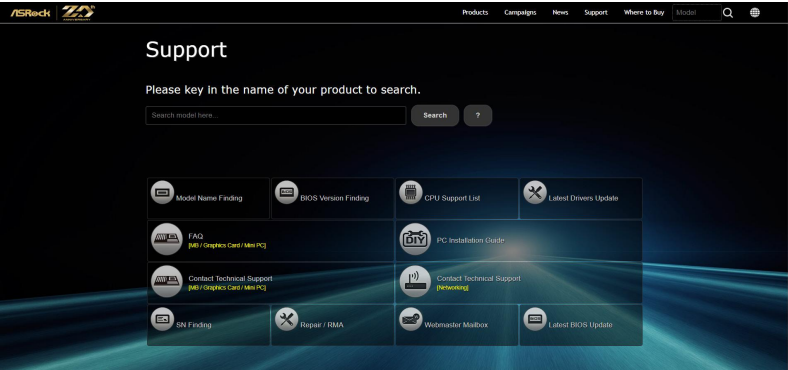 ASRock
20th
ANNIVERSARY
Products
Campaigns
News
Support
Where to Buy
Model
Support
Please key in the name of your product to search.
Search model here...
Search
?
Model Name Finding
BIOS Version Finding
CPU Support List
Latest Drivers Update
FAQ
[MB / Graphics Card / Mini PC]
DIY
PC Installation Guide
Contact Technical Support
[MB / Graphics Card / Mini PC]
Contact Technical Support
[Networking]
SN Finding
Repair / RMA
Webmaster Mailbox
BIOS
Latest BIOS Update